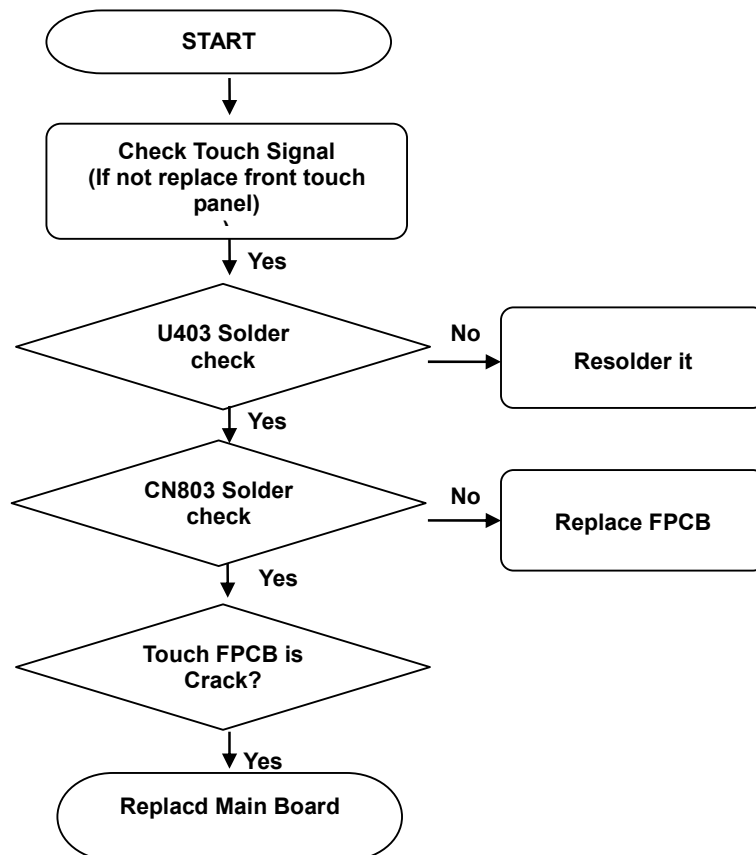 START
Check Touch Signal
(If not replace front touch
panel)
Yes
U403 Solder
check
No
Resolder it
Yes
CN803 Solder
check
No
Replace FPCB
Yes
Touch FPCB is
Crack?
Yes
Replacd Main Board